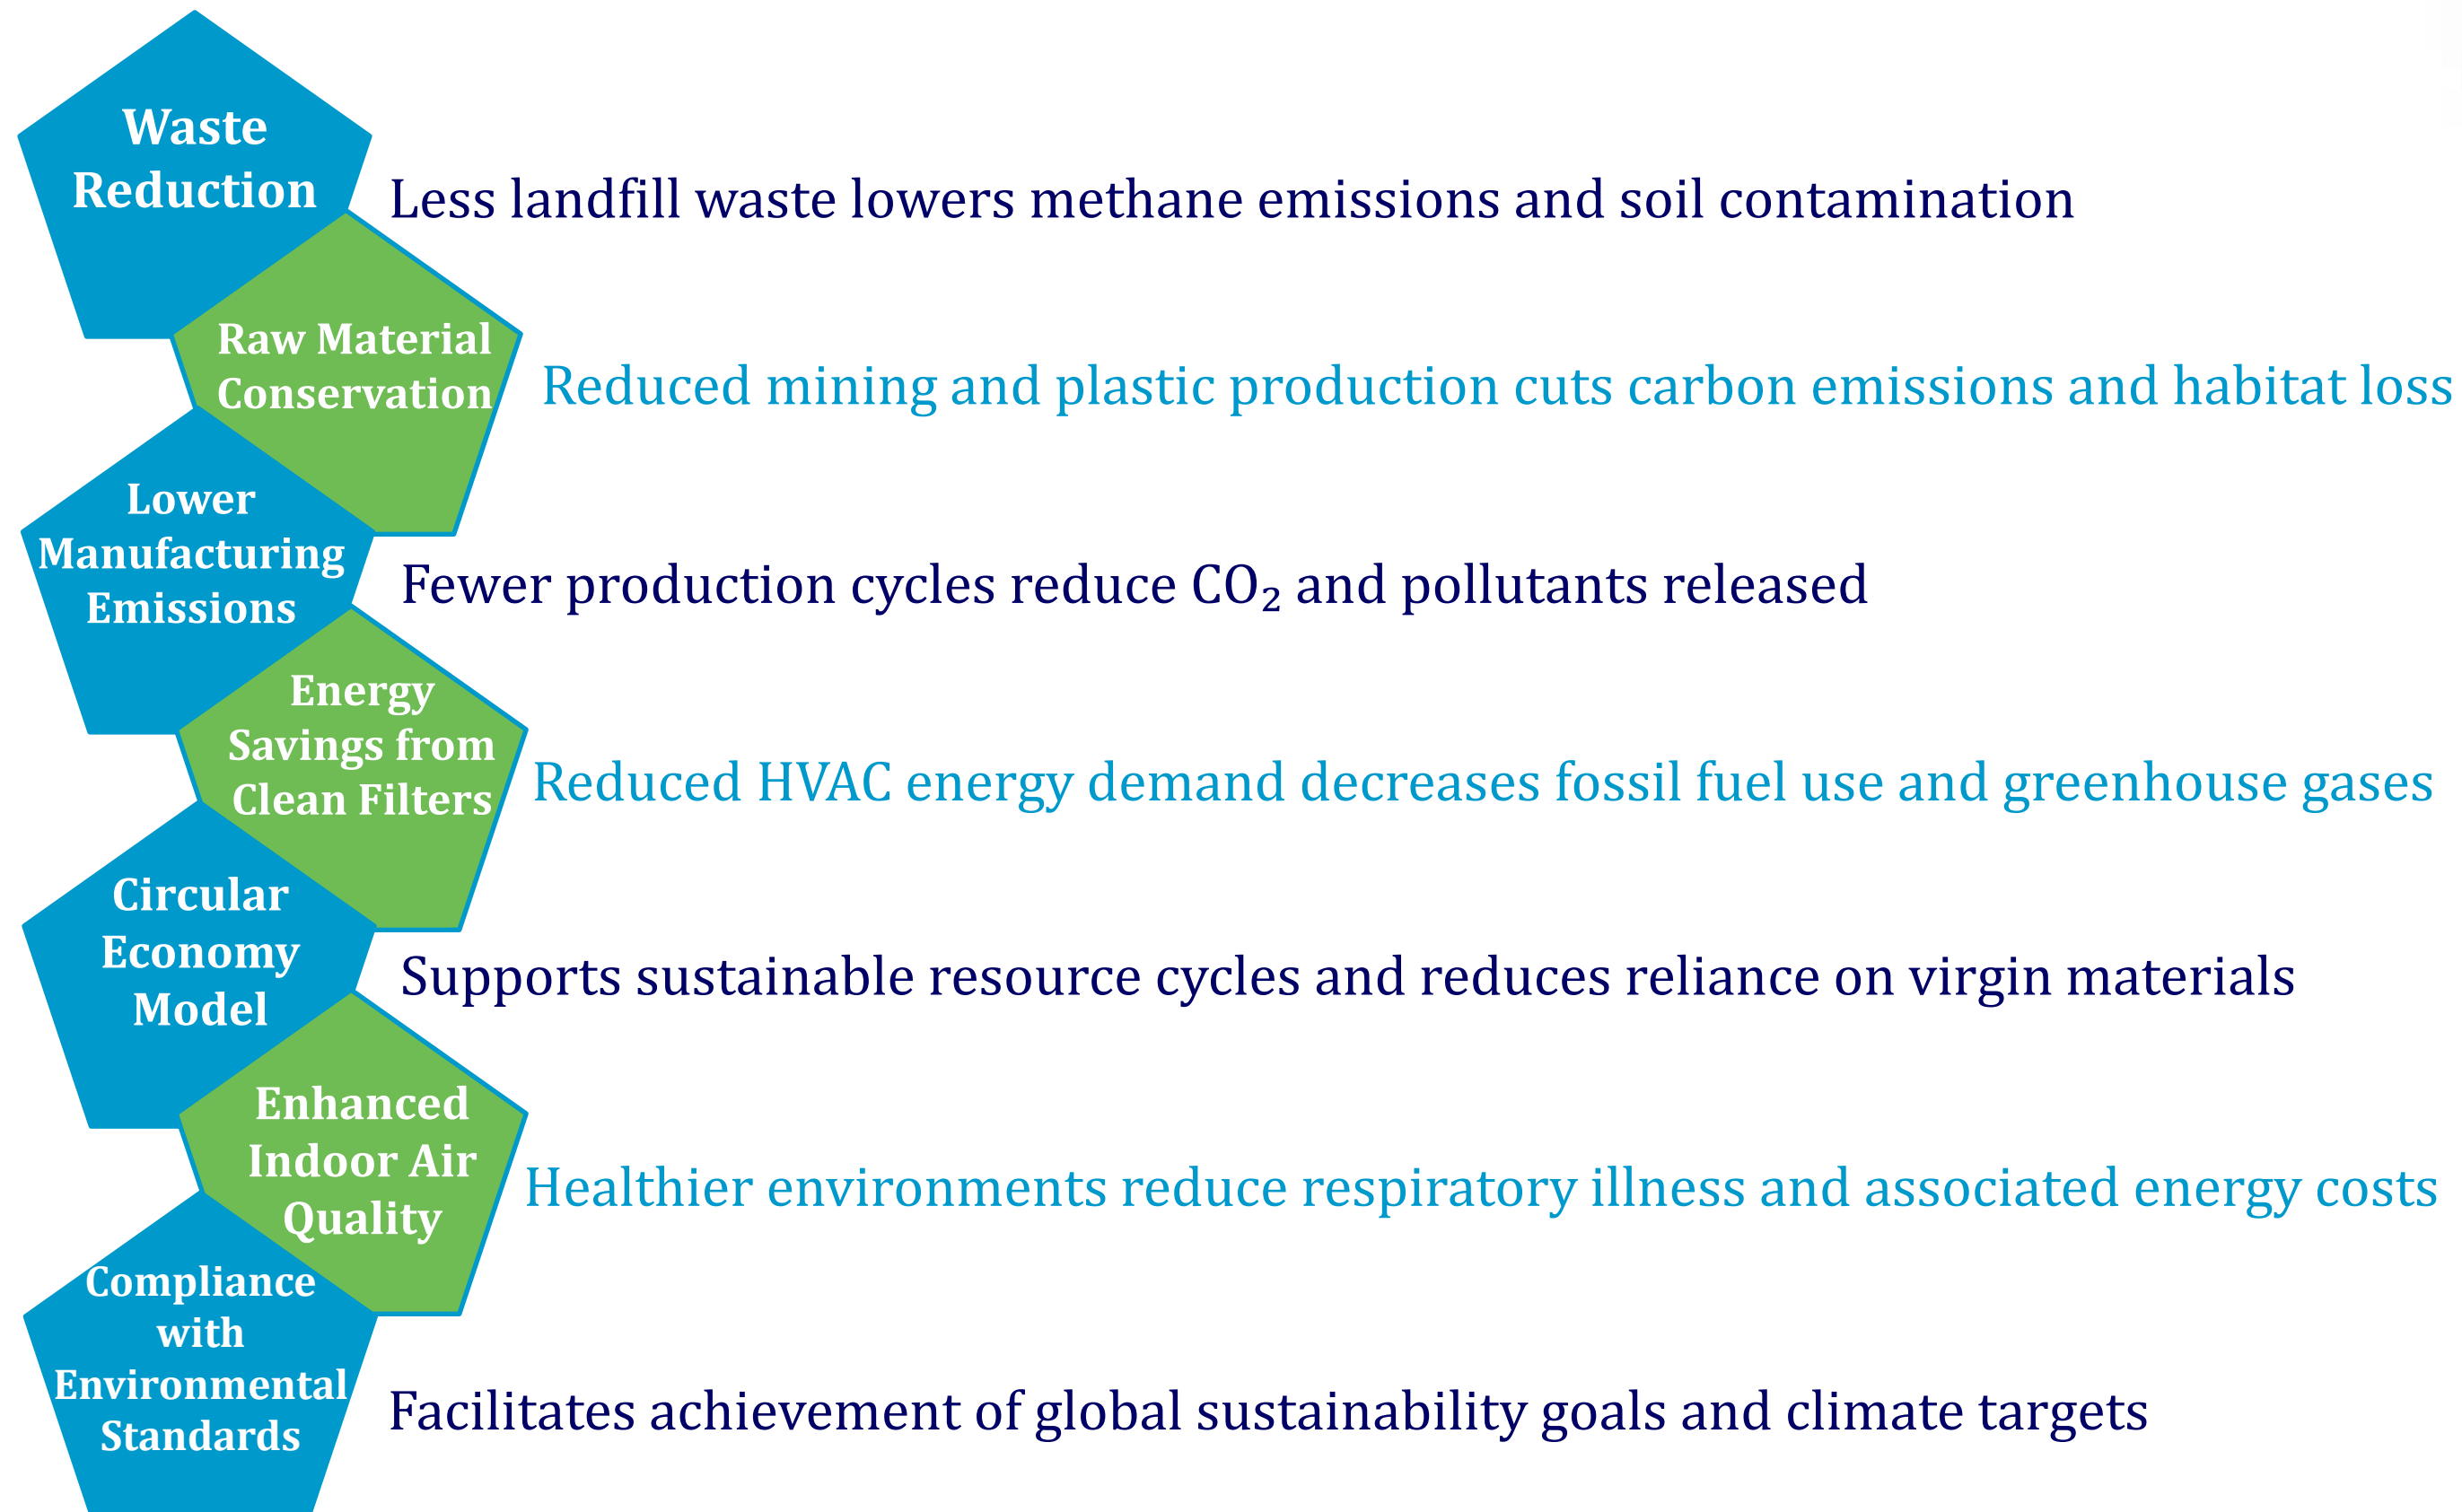 Waste
Reduction
Less landfill waste lowers methane emissions and soil contamination
Raw Material
Conservation
Reduced mining and plastic production cuts carbon emissions and habitat loss
Lower
Manufacturing
Emissions
Fewer production cycles reduce CO₂ and pollutants released
Energy
Savings from
Clean Filters
Reduced HVAC energy demand decreases fossil fuel use and greenhouse gases
Circular
Economy
Model
Supports sustainable resource cycles and reduces reliance on virgin materials
Enhanced
Indoor Air
Quality
Healthier environments reduce respiratory illness and associated energy costs
Compliance
with
Environmental
Standards
Facilitates achievement of global sustainability goals and climate targets